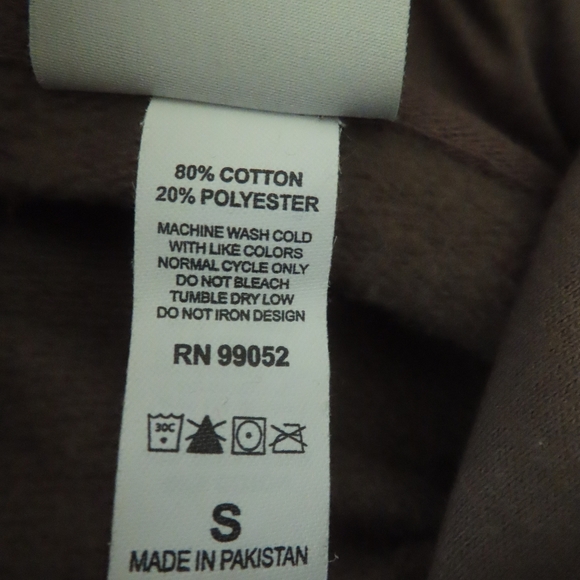 80% COTTON
20% POLYESTER
MACHINE WASH COLD
WITH LIKE COLORS
NORMAL CYCLE ONLY
DO NOT BLEACH
TUMBLE DRY LOW
DO NOT IRON DESIGN
RN 99052
30C
S
MADE IN PAKISTAN